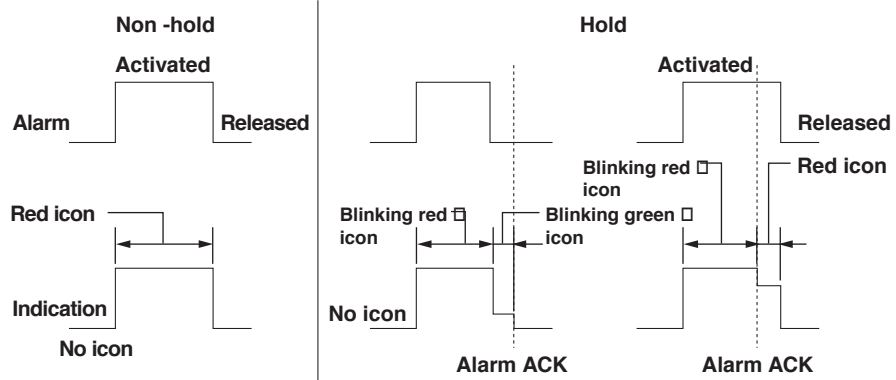 Non -hold
Hold
Activated
Activated
Alarm
Released
Released
Blinking red □
icon
Red icon
Red icon
Blinking red □
icon
Blinking green □
icon
Indication
No icon
No icon
Alarm ACK
Alarm ACK